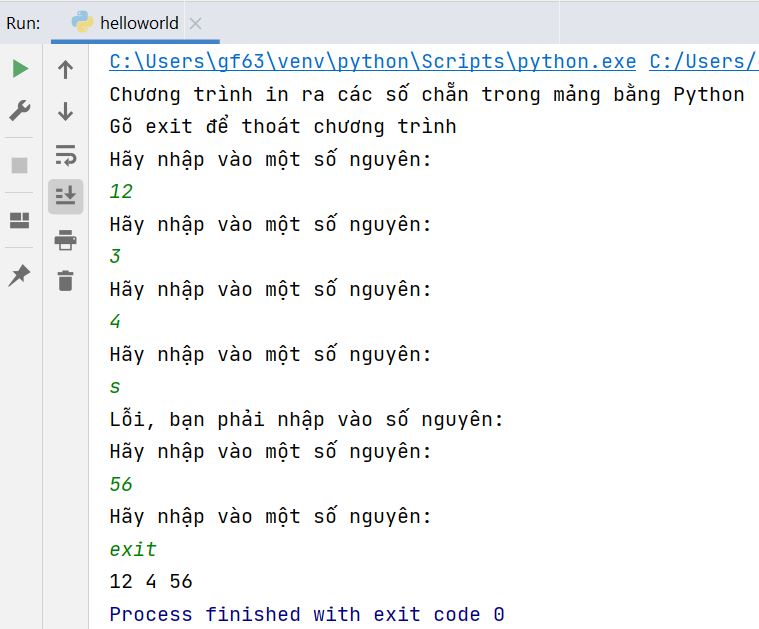 Run: helloworld
C:\Users\gf63\venv\python\Scripts\python.exe C:/Users/
Chương trình in ra các số chẵn trong mảng bằng Python
Gõ exit để thoát chương trình
Hãy nhập vào một số nguyên:
12
Hãy nhập vào một số nguyên:
3
Hãy nhập vào một số nguyên:
4
Hãy nhập vào một số nguyên:
s
Lỗi, bạn phải nhập vào số nguyên:
Hãy nhập vào một số nguyên:
56
Hãy nhập vào một số nguyên:
exit
12 4 56
Process finished with exit code 0